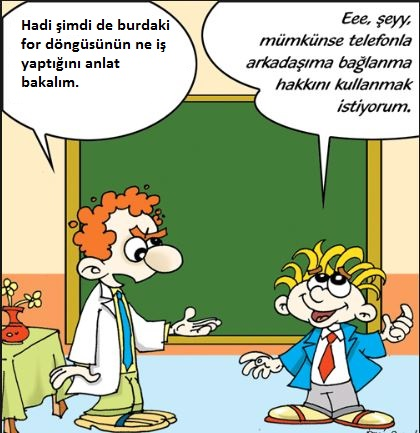 Hadi şimdi de burdaki
for döngüsünün ne iş
yaptığını anlat
bakalım.
Eee, şeyy,
mümkünse telefonla
arkadaşıma bağlanma
hakkını kullanmak
istiyorum.